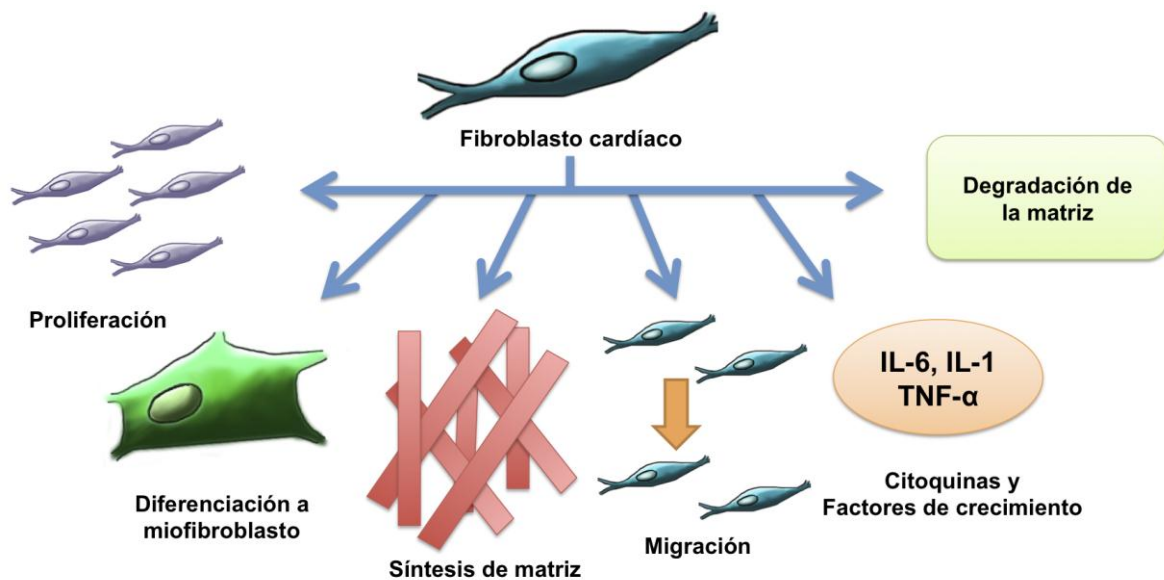 Fibroblasto cardíaco
Degradación de
la matriz
Proliferación
IL-6, IL-1
TNF-α
Diferenciación a
miofibroblasto
Síntesis de matriz
Migración
Citoquinas y
Factores de crecimiento